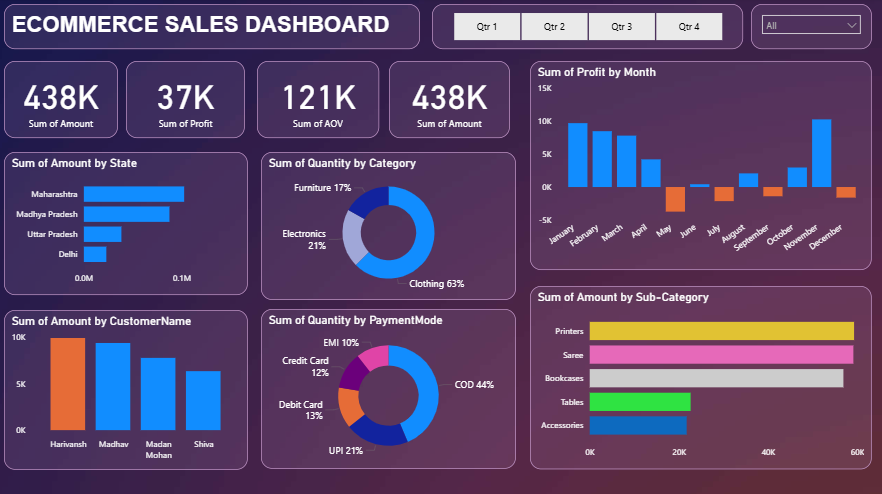 ECOMMERCE SALES DASHBOARD
Qtr 1
Qtr 2
Qtr 3
Qtr 4
All
438K
Sum of Amount
37K
Sum of Profit
121K
Sum of AOV
438K
Sum of Amount
Sum of Profit by Month
15K
10K
5K
0K
-5K
January
February
March
April
May
June
July
August
September
October
November
December
Sum of Amount by State
Maharashtra
Madhya Pradesh
Uttar Pradesh
Delhi
0.0M
0.1M
Sum of Quantity by Category
Furniture 17%
Electronics
21%
Clothing 63%
Sum of Amount by Sub-Category
Printers
Saree
Bookcases
Tables
Accessories
0K
20K
40K
60K
Sum of Amount by CustomerName
10K
5K
0K
Harivansh
Madhav
Madan
Mohan
Shiva
Sum of Quantity by PaymentMode
EMI 10%
Credit Card
12%
Debit Card
13%
UPI 21%
COD 44%